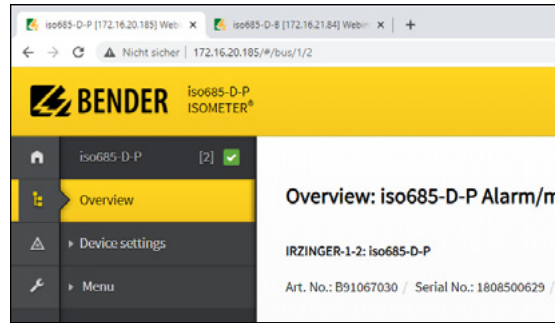 iso685-D-P [172.16.20.185] Web
iso685-D-B [172.16.21.84] Webin
Nicht sicher | 172.16.20.185/#/bus/1/2
BENDER
iso685-D-P
ISOMETER®
iso685-D-P [2]
Overview
Device settings
Menu
Overview: iso685-D-P Alarm/m
IRZINGER-1-2: iso685-D-P
Art. No.: B91067030 / Serial No.: 1808500629 /